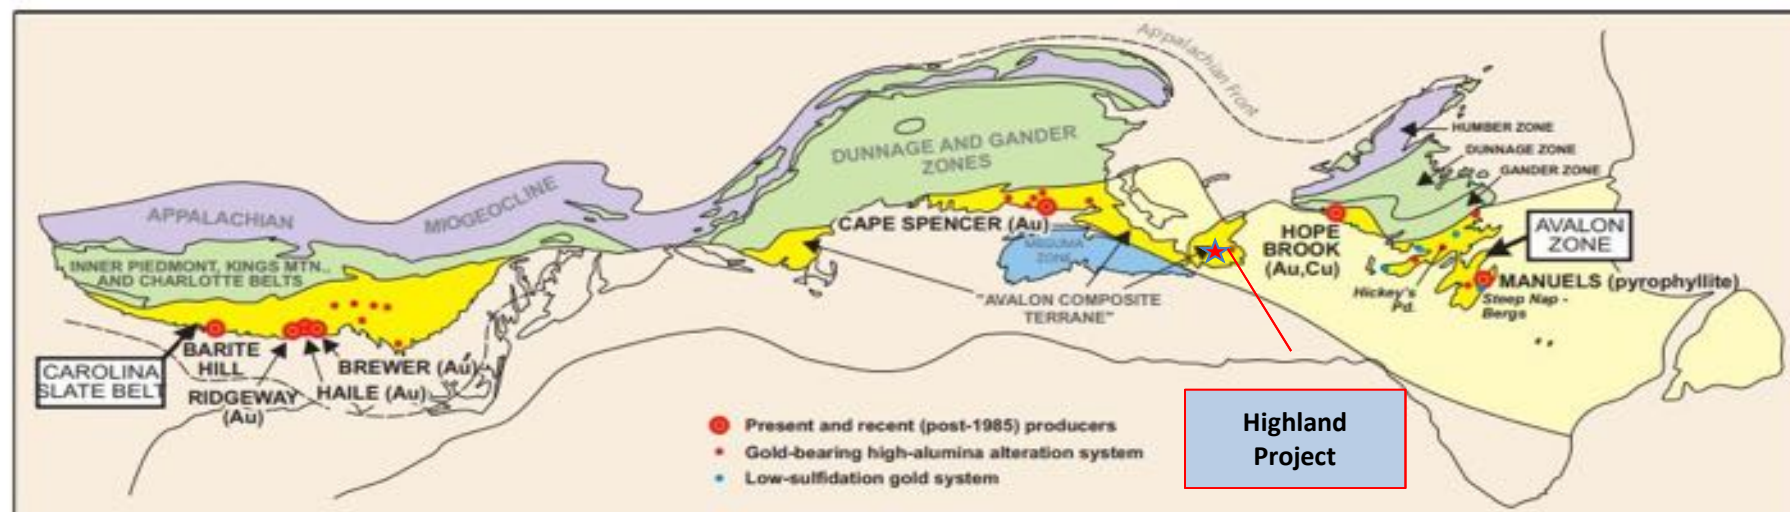 Appalachian Front
HUMBER ZONE
DUNNAGE ZONE
GANDER ZONE
DUNNAGE AND GANDER
ZONES
APPALACHIAN
MIOGEOCLINE
CAPE SPENCER (Au)
MEGUMA
ZONE
HOPE
BROOK
(Au,Cu)
AVALON
ZONE
INNER PIEDMONT, KINGS MTN.,
AND CHARLOTTE BELTS
"AVALON COMPOSITE
TERRANE"
Hickey's
Pd.
MANUELS (pyrophyllite)
Steep Nap -
Bergs
CAROLINA
SLATE BELT
BARITE
HILL
RIDGEWAY
(Au)
BREWER (Au)
HAILE (Au)
Present and recent (post-1985) producers
Gold-bearing high-alumina alteration system
Low-sulfidation gold system
Highland
Project